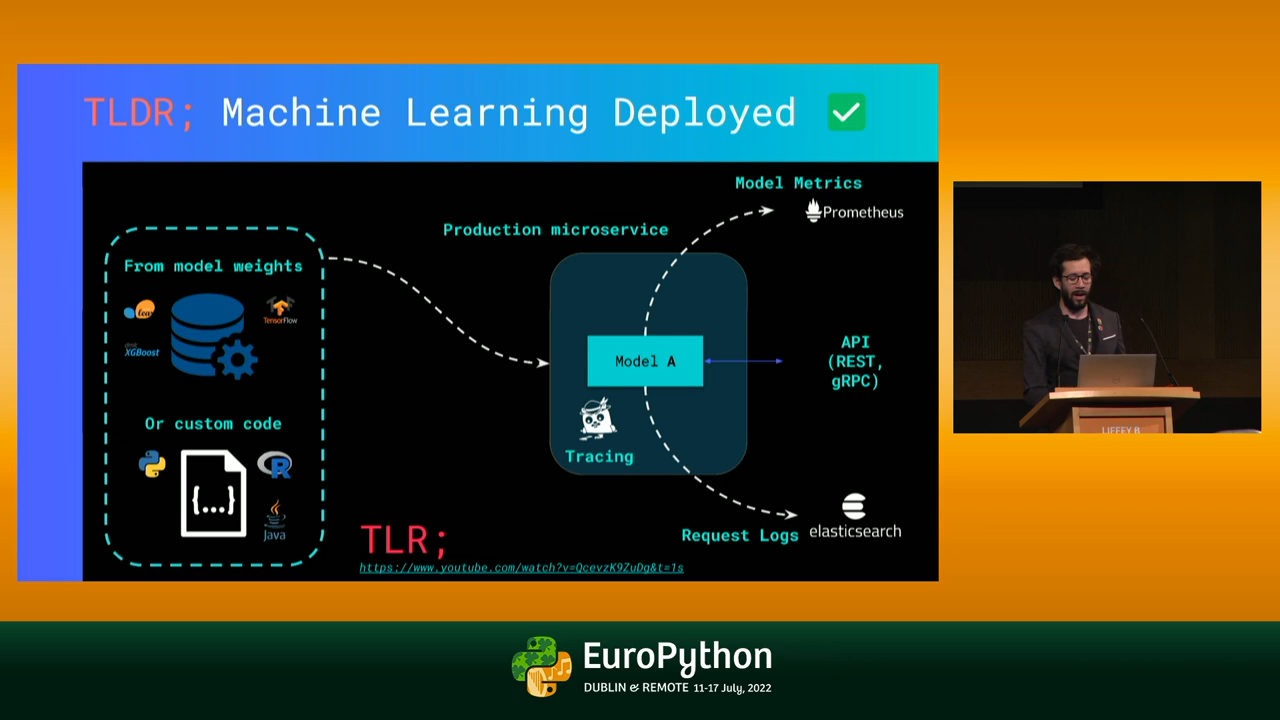 TLDR; Machine Learning Deployed
Model Metrics
Prometheus
Production microservice
From model weights
TensorFlow
XGBoost
Model A
API
(REST,
gRPC)
Or custom code
{...}
R
Java
Tracing
TLR;
https://www.youtube.com/watch?v=QcevzK9ZuDg&t=1s
Request Logs
elasticsearch
LIFFEY B
EuroPython
DUBLIN & REMOTE 11-17 July, 2022